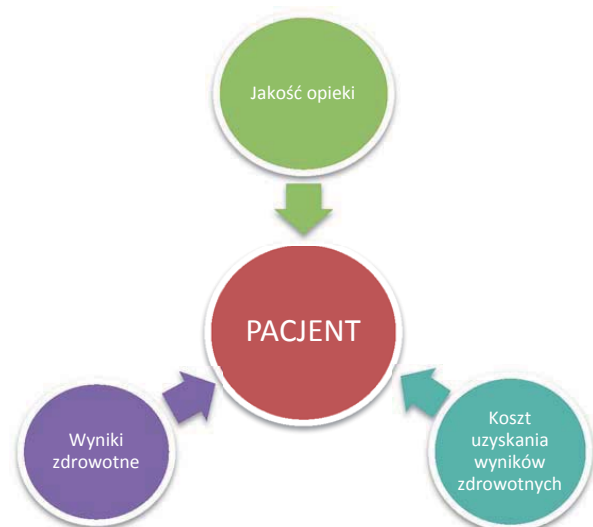 Jakość opieki
PACJENT
Wyniki
zdrowotne
Koszt
uzyskania
wyników
zdrowotnych